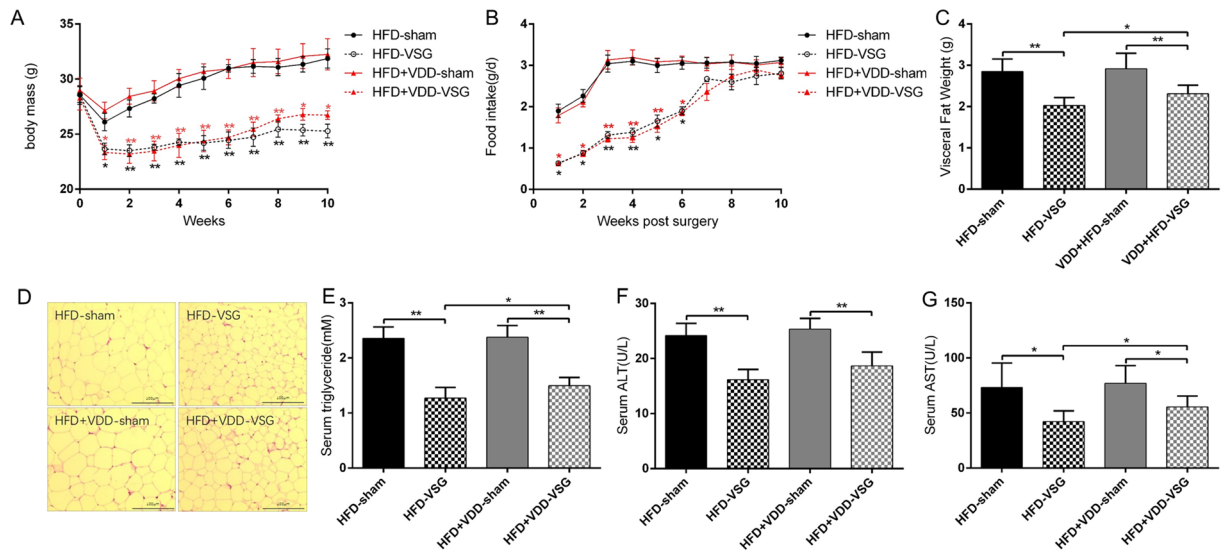 A
body mass (g)
35
30
25
20
0
2
4
6
8
10
Weeks
HFD-sham
HFD-VSG
HFD+VDD-sham
HFD+VDD-VSG
* ** ** ** ** ** ** ** * *
* ** ** ** ** ** ** ** ** **
B
Food intake(g/d)
4
3
2
1
0
0
2
4
6
8
10
Weeks post surgery
HFD-sham
HFD-VSG
HFD+VDD-sham
HFD+VDD-VSG
* * ** ** ** *
* * ** ** * *
C
Visceral Fat Weight (g)
4
3
2
1
0
**
**
*
HFD-sham
HFD-VSG
VDD+HFD-sham
VDD+HFD-VSG
D
HFD-sham
HFD-VSG
HFD+VDD-sham
HFD+VDD-VSG
E
Serum triglyceride(mM)
3
2
1
0
**
*
**
HFD-sham
HFD-VSG
HFD+VDD-sham
HFD+VDD-VSG
F
Serum ALT(U/L)
30
20
10
0
**
**
HFD-sham
HFD-VSG
HFD+VDD-sham
HFD+VDD-VSG
G
Serum AST(U/L)
150
100
50
0
*
*
*
HFD-sham
HFD-VSG
HFD+VDD-sham
HFD+VDD-VSG